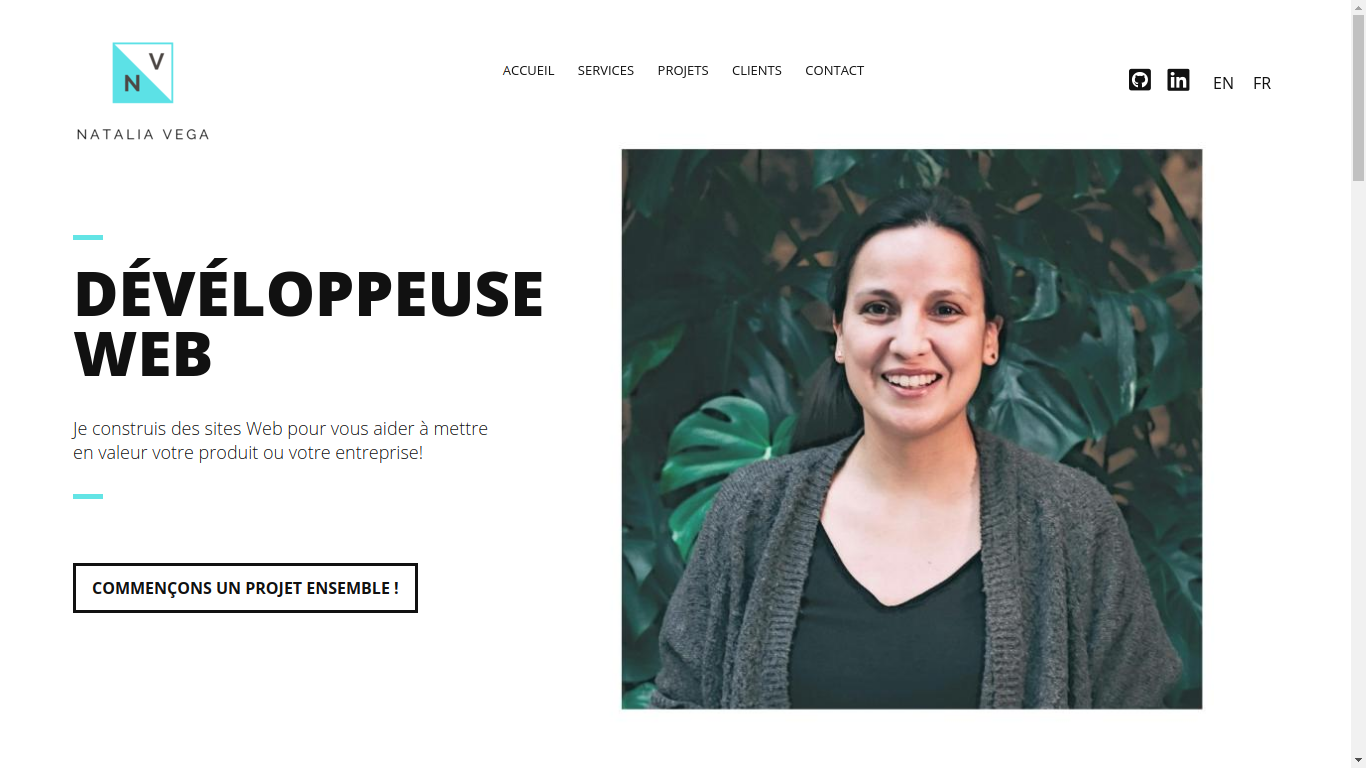 N V
NATALIA VEGA
ACCUEIL SERVICES PROJETS CLIENTS CONTACT
EN FR
DÉVÉLOPPEUSE
WEB
Je construis des sites Web pour vous aider à mettre
en valeur votre produit ou votre entreprise!
COMMENÇONS UN PROJET ENSEMBLE !